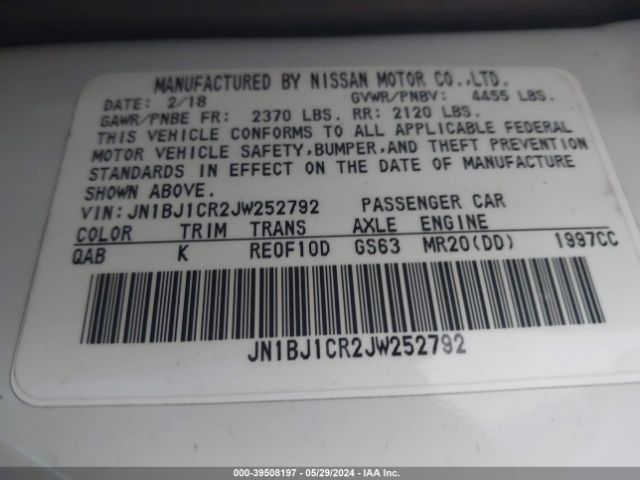 MANUFACTURED BY NISSAN MOTOR CO.,LTD.
DATE: 2/18 GVWR/PNBV: 4455 LBS.
GAWR/PNBE FR: 2370 LBS. RR: 2120 LBS.
THIS VEHICLE CONFORMS TO ALL APPLICABLE FEDERAL
MOTOR VEHICLE SAFETY,BUMPER,AND THEFT PREVENTION
STANDARDS IN EFFECT ON THE DATE OF MANUFACTURE
SHOWN ABOVE.
VIN:JN1BJ1CR2JW252792 PASSENGER CAR
COLOR TRIM TRANS AXLE ENGINE
QAB K RE0F10D GS63 MR20(DD) 1997CC
JN1BJ1CR2JW252792
000-39508197 - 05/29/2024 - IAA Inc.